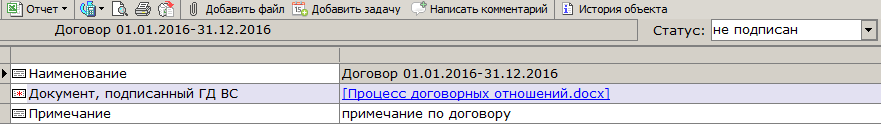 Отчет Добавить файл Добавить задачу Написать комментарий История объекта
Договор 01.01.2016-31.12.2016 Статус: не подписан
Наименование Договор 01.01.2016-31.12.2016
Документ, подписанный ГД ВС [Процесс договорных отношений.docx]
Примечание примечание по договору